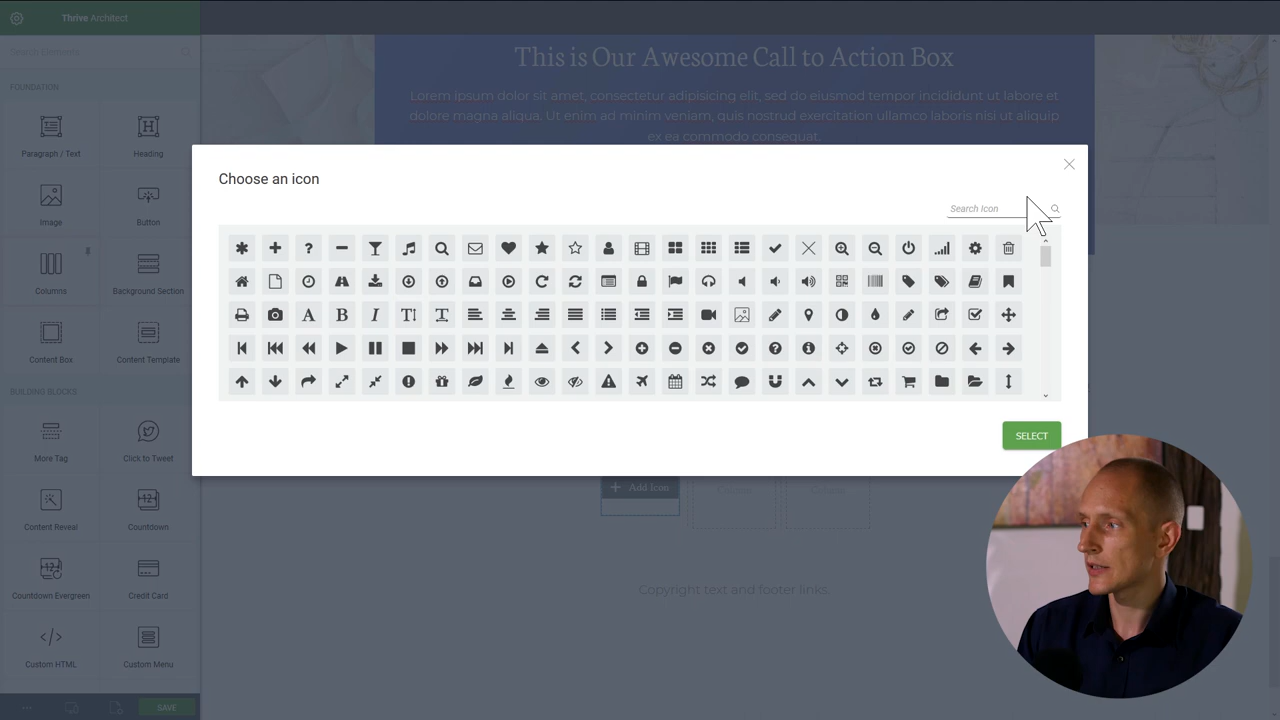 Thrive Architect
Search Elements
FOUNDATION
Paragraph / Text
Heading
Image
Button
Columns
Background Section
Content Box
Content Template
BUILDING BLOCKS
More Tag
Click to Tweet
Content Reveal
Countdown
Countdown Evergreen
Credit Card
Custom HTML
Custom Menu
SAVE
This is Our Awesome Call to Action Box
Lorem ipsum dolor sit amet, consectetur adipisicing elit, sed do eiusmod tempor incididunt ut labore et
dolore magna aliqua. Ut enim ad minim veniam, quis nostrud exercitation ullamco laboris nisi ut aliquip
ex ea commodo consequat.
Choose an icon
Search Icon
SELECT
+ Add Icon
Column
Column
Copyright text and footer links.